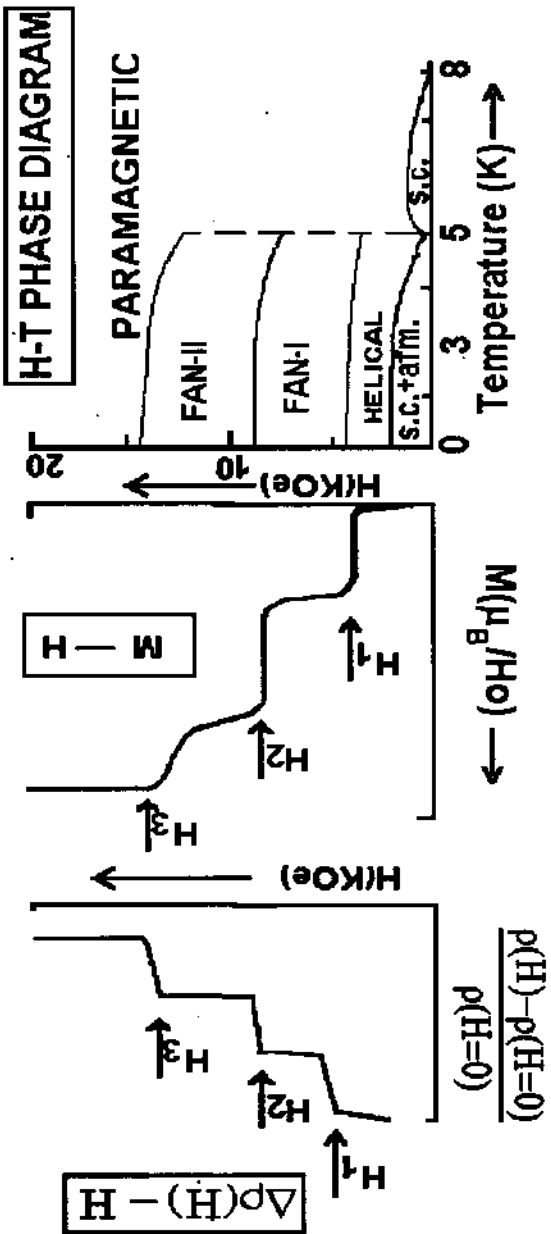 H-T PHASE DIAGRAM
PARAMAGNETIC
FAN-II
FAN-I
HELICAL
s.c.+afm.
s.c.
20
10
0
3
5
8
Temperature (K)
H(KOe)
M — H
H1
H2
H3
M(μB/Ho)
H(KOe)
Δρ(H) – H
H1
H2
H3
ρ(H)–ρ(H=0)
ρ(H=0)